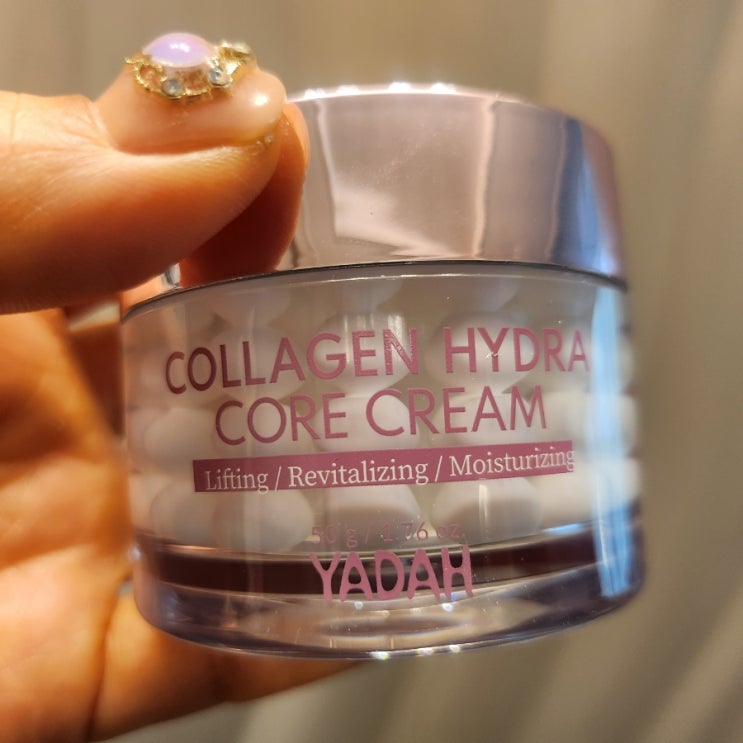 COLLAGEN HYDRA
CORE CREAM
Lifting / Revitalizing / Moisturizing
50 g / 1.76 oz.
YADAH